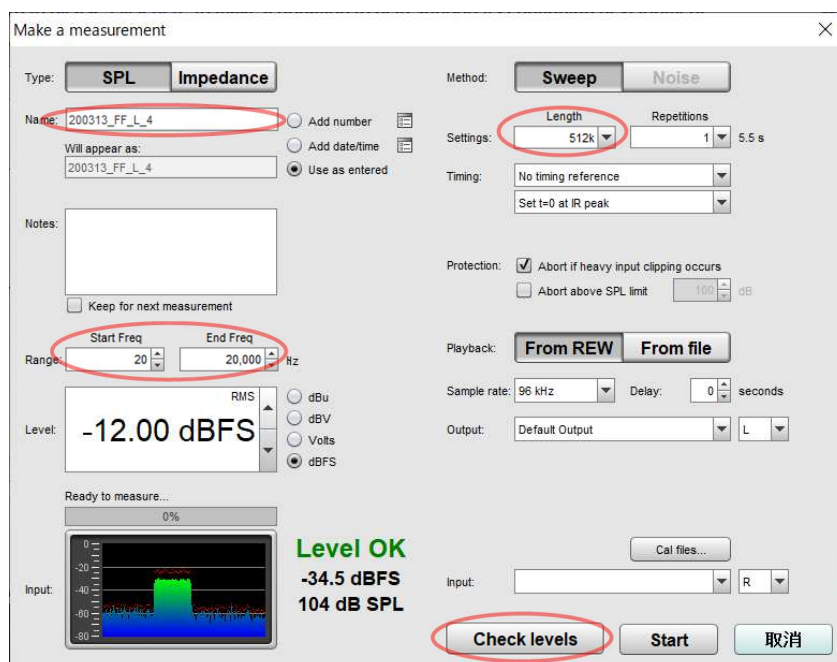 Make a measurement
Type: SPL Impedance
Name: 200313_FF_L_4
Add number
Will appear as:
200313_FF_L_4
Add date/time
Use as entered
Notes:
Keep for next measurement
Start Freq End Freq
Range: 20 20,000 Hz
Level: -12.00 dBFS
RMS
dBu
dBV
Volts
dBFS
Ready to measure...
0%
Input:
0
-20
-40
-60
-80
Level OK
-34.5 dBFS
104 dB SPL
Method: Sweep Noise
Length Repetitions
Settings: 512k 1 5.5 s
Timing: No timing reference
Set t=0 at IR peak
Protection: Abort if heavy input clipping occurs
Abort above SPL limit 100 dB
Playback: From REW From file
Sample rate: 96 kHz Delay: 0 seconds
Output: Default Output L
Cal files...
Input: R
Check levels Start 取消